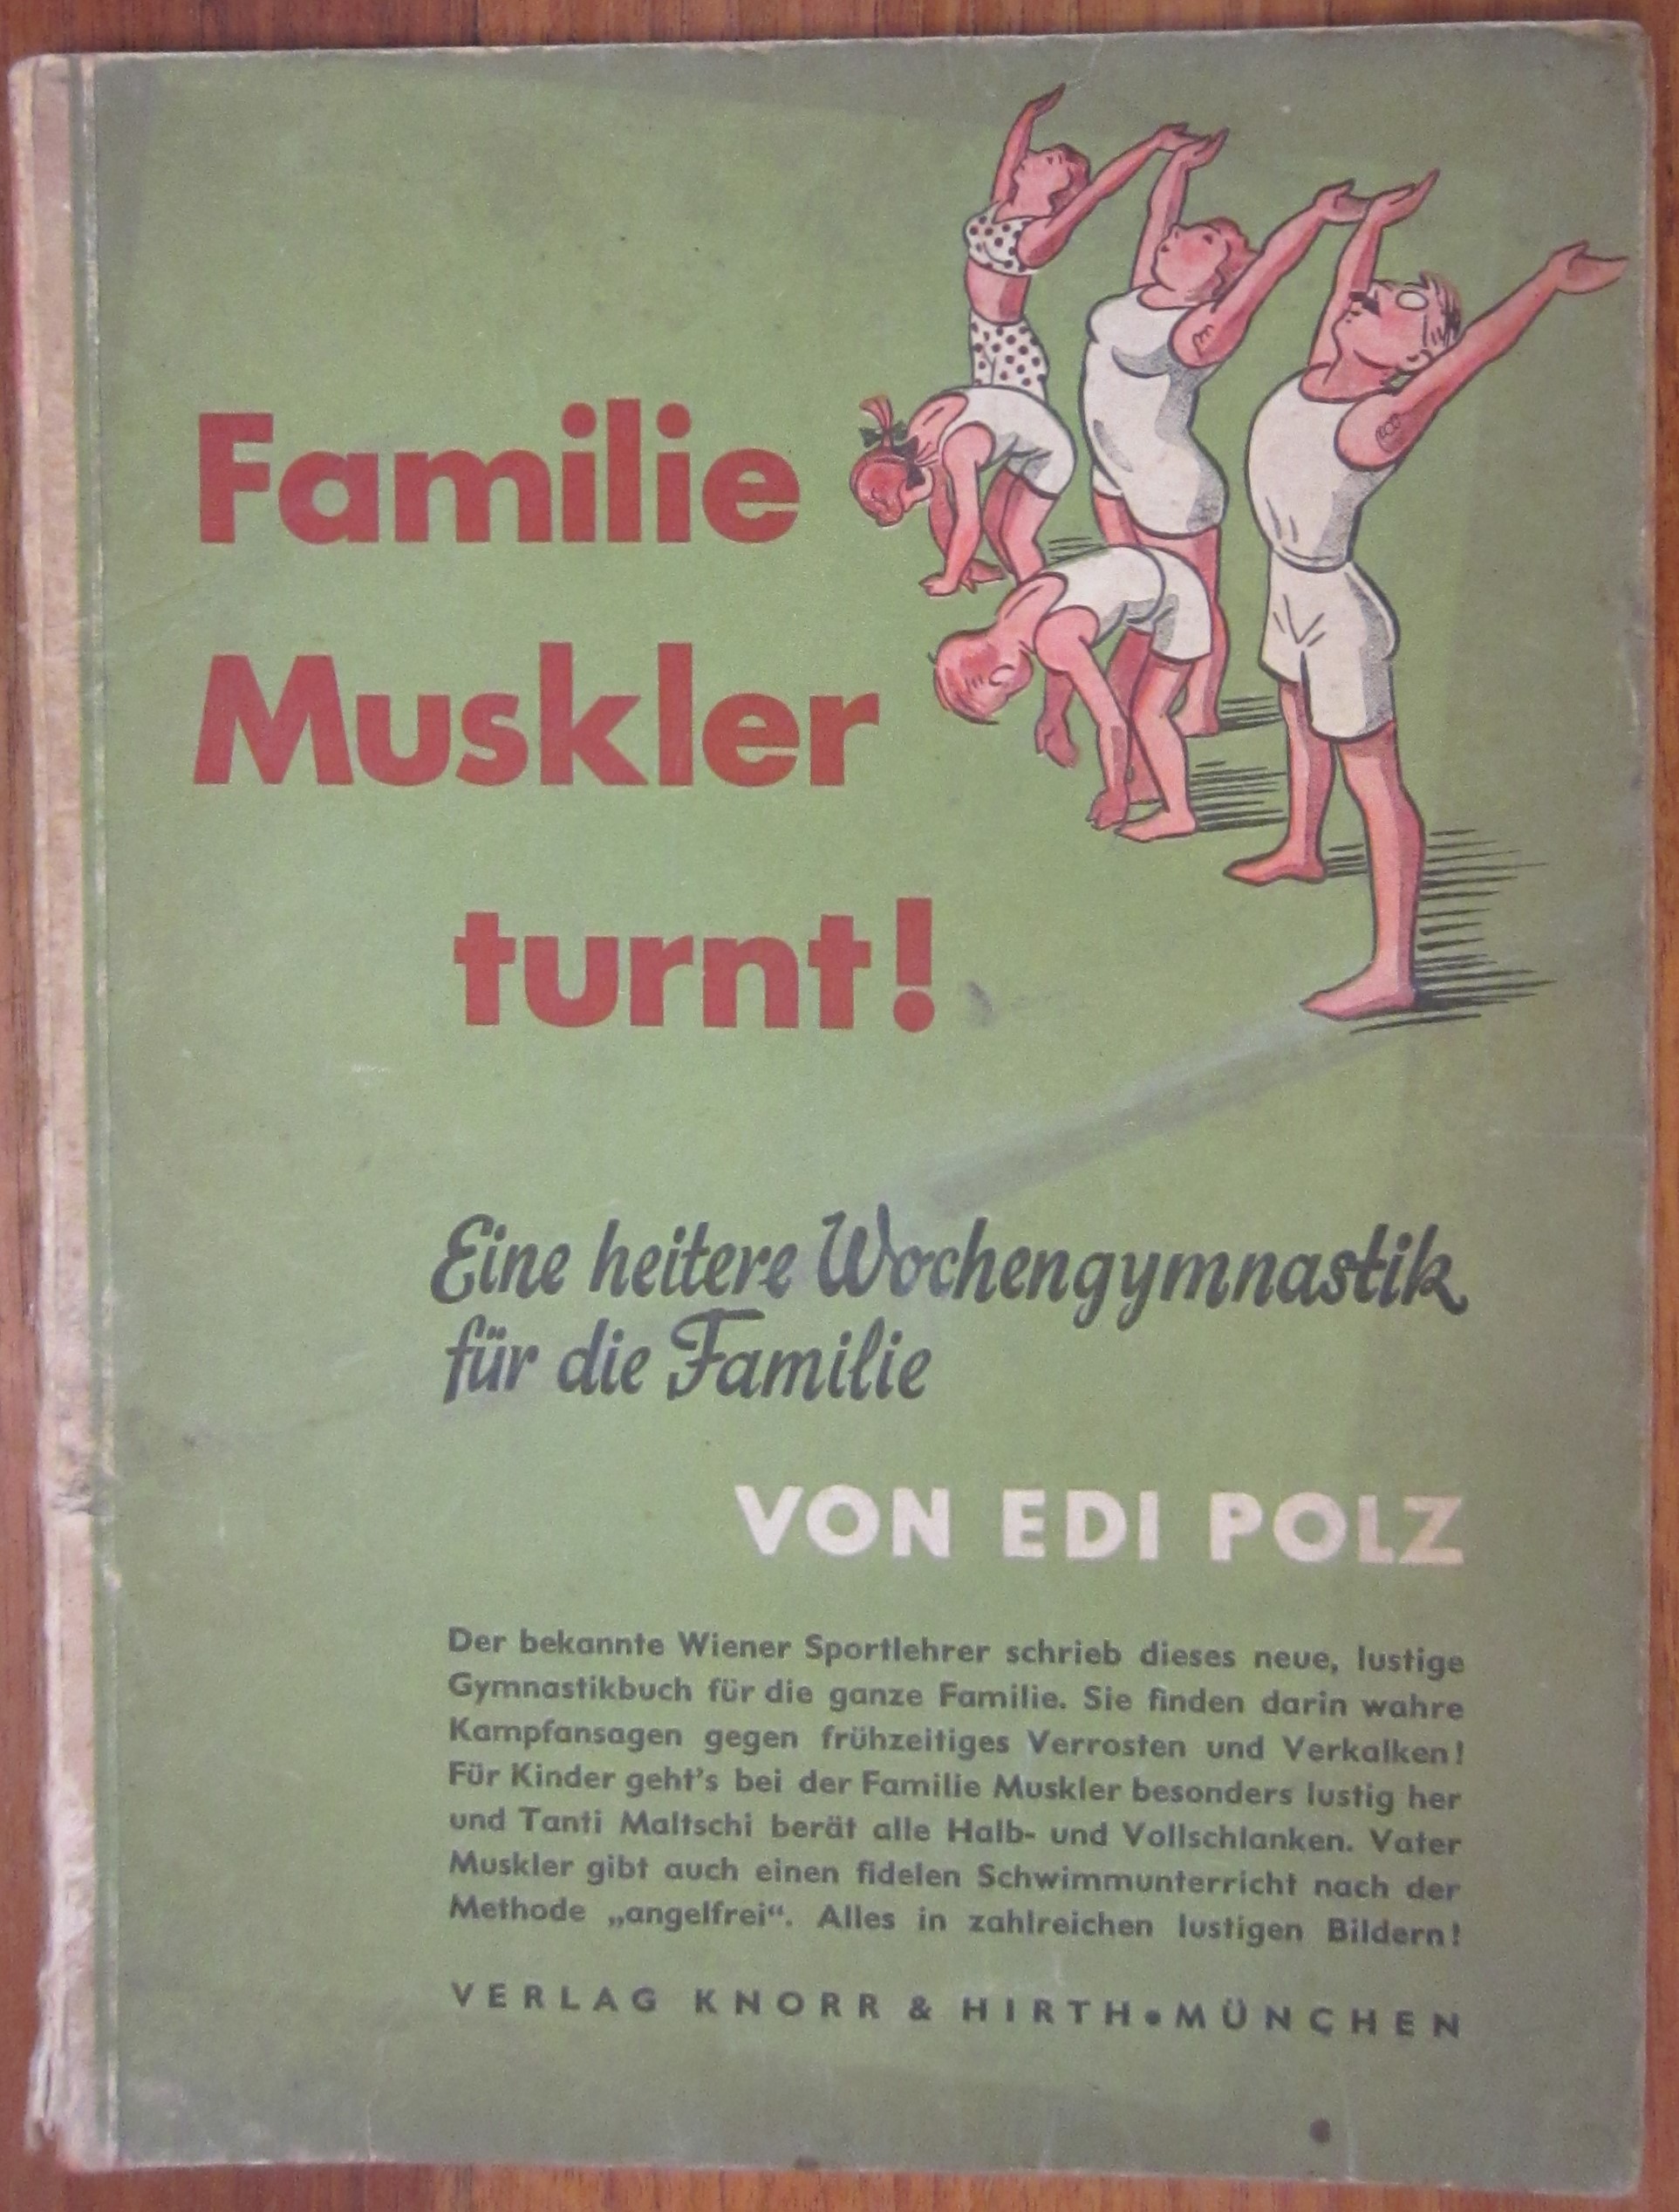 Familie
Muskler
turnt!
Eine heitere Wochengymnastik
für die Familie
VON EDI POLZ
Der bekannte Wiener Sportlehrer schrieb dieses neue, lustige
Gymnastikbuch für die ganze Familie. Sie finden darin wahre
Kampfansagen gegen frühzeitiges Verrosten und Verkalken!
Für Kinder geht's bei der Familie Muskler besonders lustig her
und Tanti Maltschi berät alle Halb- und Vollschlanken. Vater
Muskler gibt auch einen fidelen Schwimmunterricht nach der
Methode „angelfrei“. Alles in zahlreichen lustigen Bildern!
VERLAG KNORR & HIRTH • MÜNCHEN